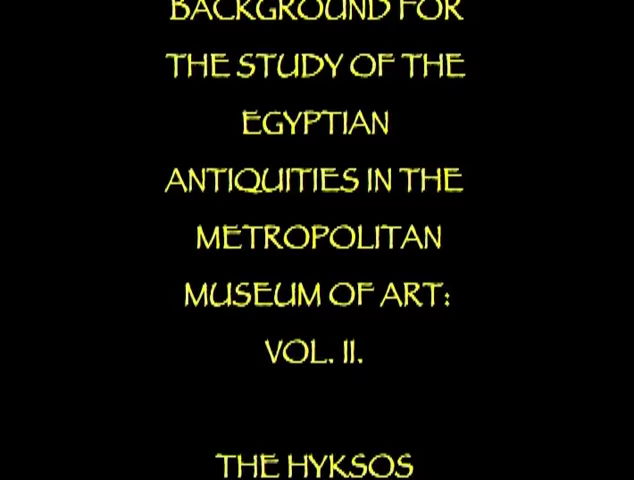 BACKGROUND FOR
THE STUDY OF THE
EGYPTIAN
ANTIQUITIES IN THE
METROPOLITAN
MUSEUM OF ART:
VOL. II.
THE HYKSOS